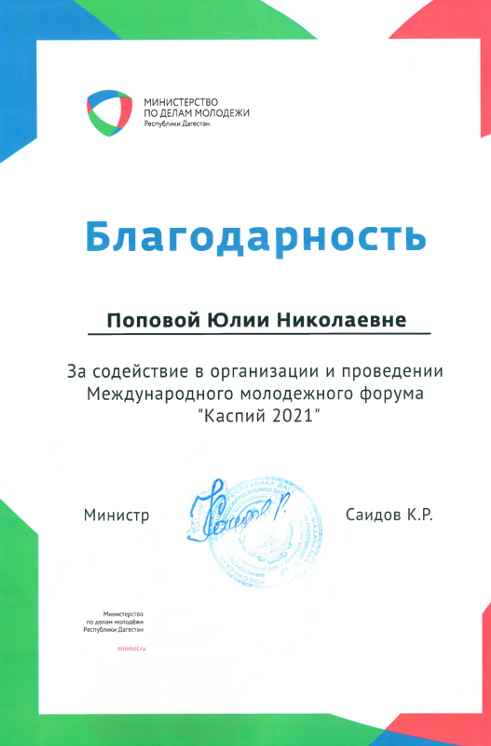 МИНИСТЕРСТВО
ПО ДЕЛАМ МОЛОДЕЖИ
Республики Дагестан
Благодарность
Поповой Юлии Николаевне
За содействие в организации и проведении
Международного молодежного форума
"Каспий 2021"
Министр
Саидов К.Р.
Министерство
по делам молодёжи
Республики Дагестан
minmol.ru